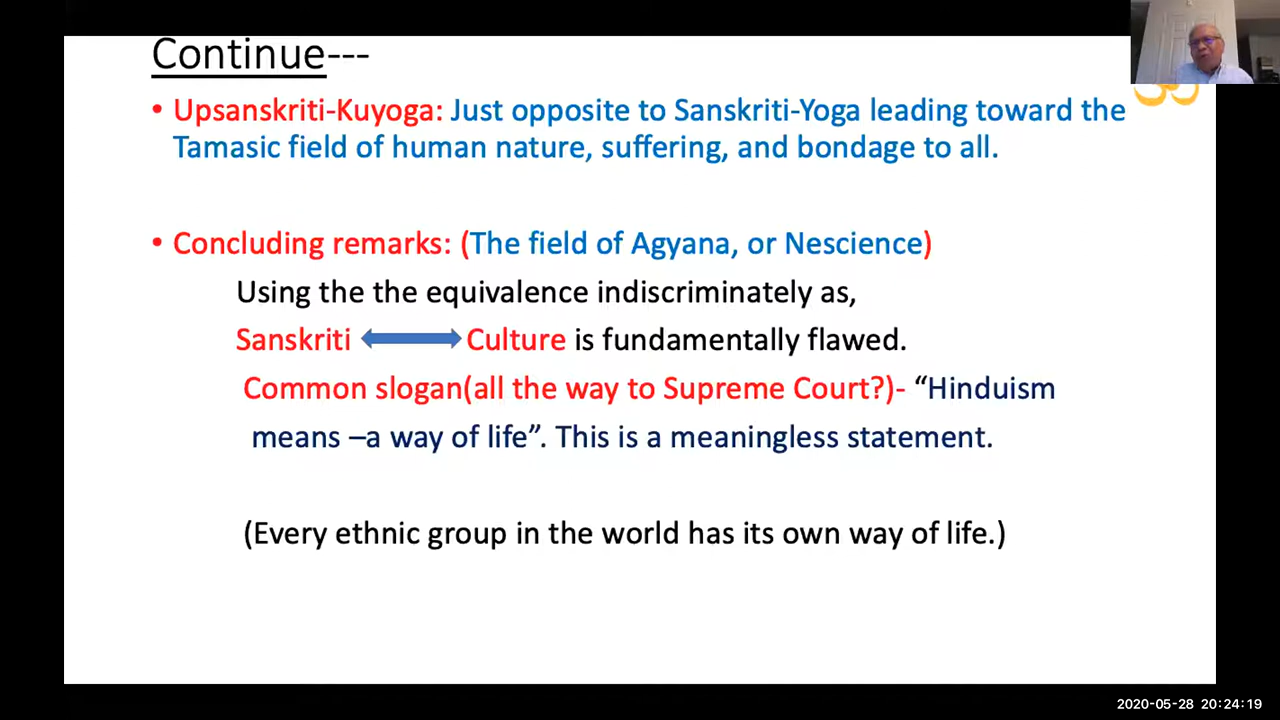 Continue---
• Upsanskriti-Kuyoga: Just opposite to Sanskriti-Yoga leading toward the
Tamasic field of human nature, suffering, and bondage to all.
• Concluding remarks: (The field of Agyana, or Nescience)
Using the the equivalence indiscriminately as,
Sanskriti Culture is fundamentally flawed.
Common slogan(all the way to Supreme Court?)- “Hinduism
means –a way of life”. This is a meaningless statement.
(Every ethnic group in the world has its own way of life.)
2020-05-28 20:24:19